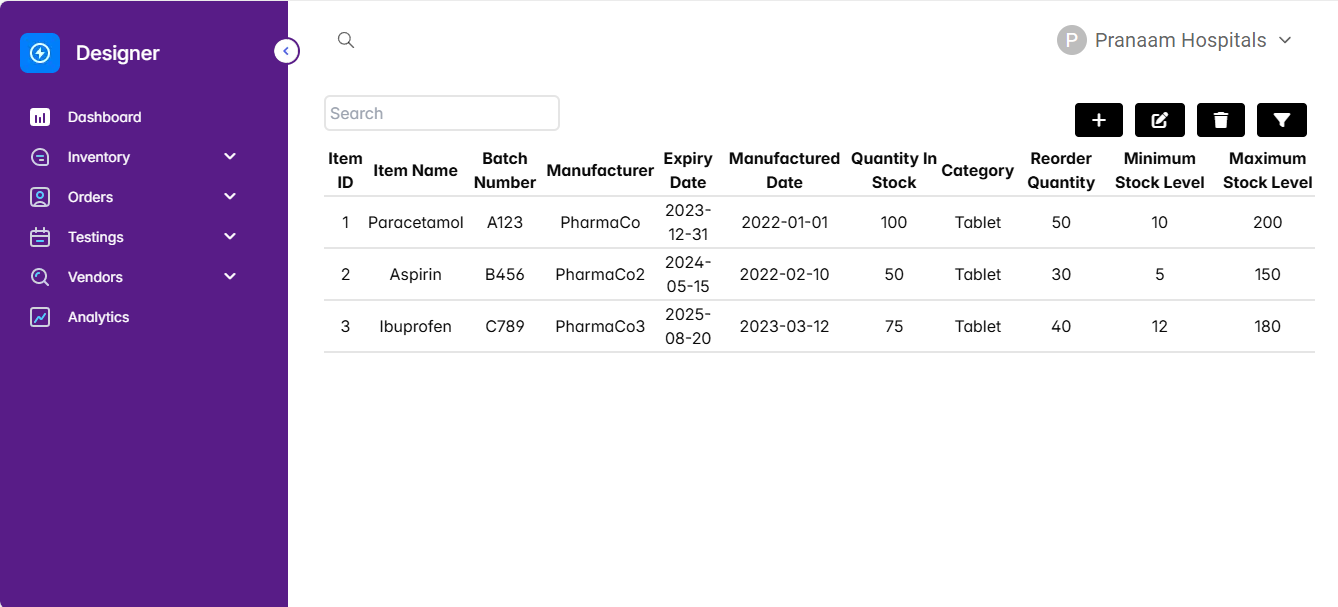 Designer
Dashboard
Inventory
Orders
Testings
Vendors
Analytics
P Pranaam Hospitals
Search
Item ID Item Name Batch Number Manufacturer Expiry Date Manufactured Date Quantity In Stock Category Reorder Quantity Minimum Stock Level Maximum Stock Level
1 Paracetamol A123 PharmaCo 2023-12-31 2022-01-01 100 Tablet 50 10 200
2 Aspirin B456 PharmaCo2 2024-05-15 2022-02-10 50 Tablet 30 5 150
3 Ibuprofen C789 PharmaCo3 2025-08-20 2023-03-12 75 Tablet 40 12 180